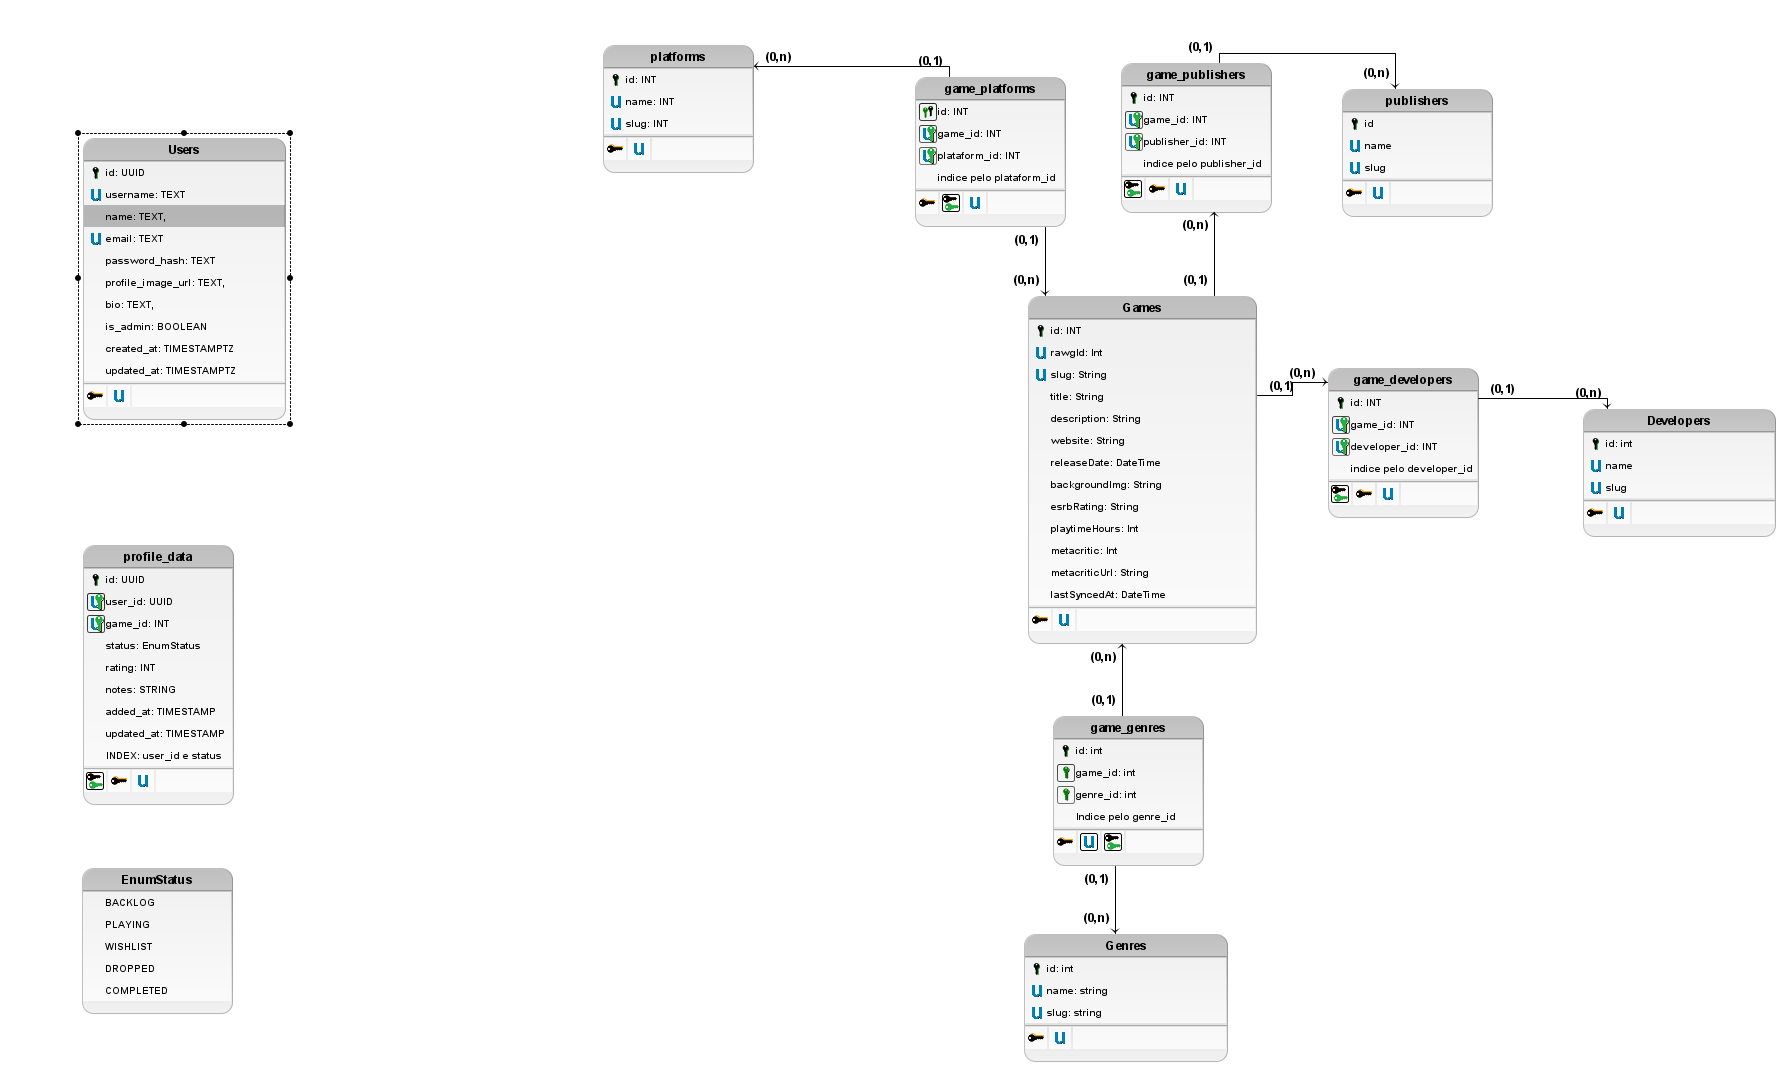 platforms
id: INT
name: INT
slug: INT
(0,n)
(0,1)
game_platforms
id: INT
game_id: INT
plataform_id: INT
indice pelo plataform_id
(0,1)
(0,n)
(0,1)
game_publishers
id: INT
game_id: INT
publisher_id: INT
indice pelo publisher_id
(0,n)
(0,1)
(0,n)
publishers
id
name
slug
Users
id: UUID
username: TEXT
name: TEXT,
email: TEXT
password_hash: TEXT
profile_image_url: TEXT,
bio: TEXT,
is_admin: BOOLEAN
created_at: TIMESTAMPTZ
updated_at: TIMESTAMPTZ
Games
id: INT
rawgId: Int
slug: String
title: String
description: String
website: String
releaseDate: DateTime
backgroundImg: String
esrbRating: String
playtimeHours: Int
metacritic: Int
metacriticUrl: String
lastSyncedAt: DateTime
(0,1)
(0,n)
game_developers
id: INT
game_id: INT
developer_id: INT
indice pelo developer_id
(0,1)
(0,n)
Developers
id: int
name
slug
profile_data
id: UUID
user_id: UUID
game_id: INT
status: EnumStatus
rating: INT
notes: STRING
added_at: TIMESTAMP
updated_at: TIMESTAMP
INDEX: user_id e status
(0,n)
(0,1)
game_genres
id: int
game_id: int
genre_id: int
Indice pelo genre_id
(0,1)
(0,n)
Genres
id: int
name: string
slug: string
EnumStatus
BACKLOG
PLAYING
WISHLIST
DROPPED
COMPLETED